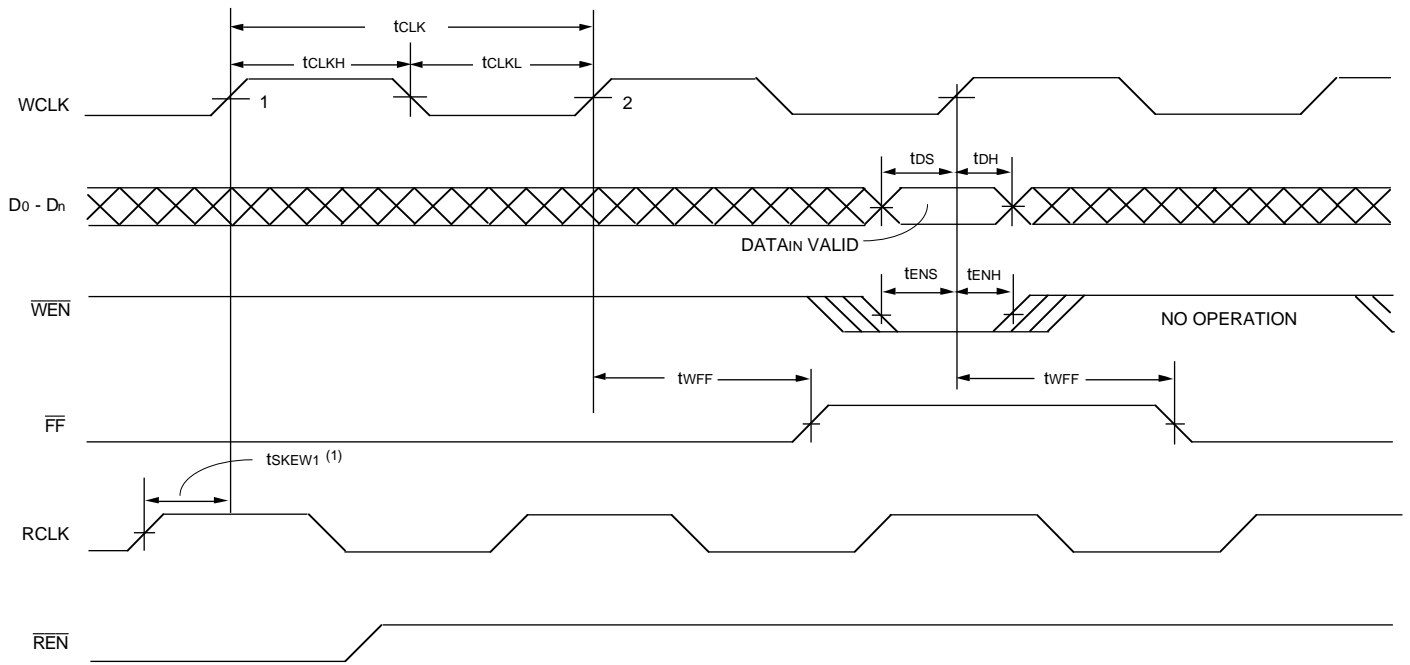 tCLK
tCLKH
tCLKL
WCLK
1
2
tDS
tDH
D0 - Dn
DATAIN VALID
tENS
tENH
WEN
NO OPERATION
tWFF
tWFF
FF
tSKEW1 (1)
RCLK
REN